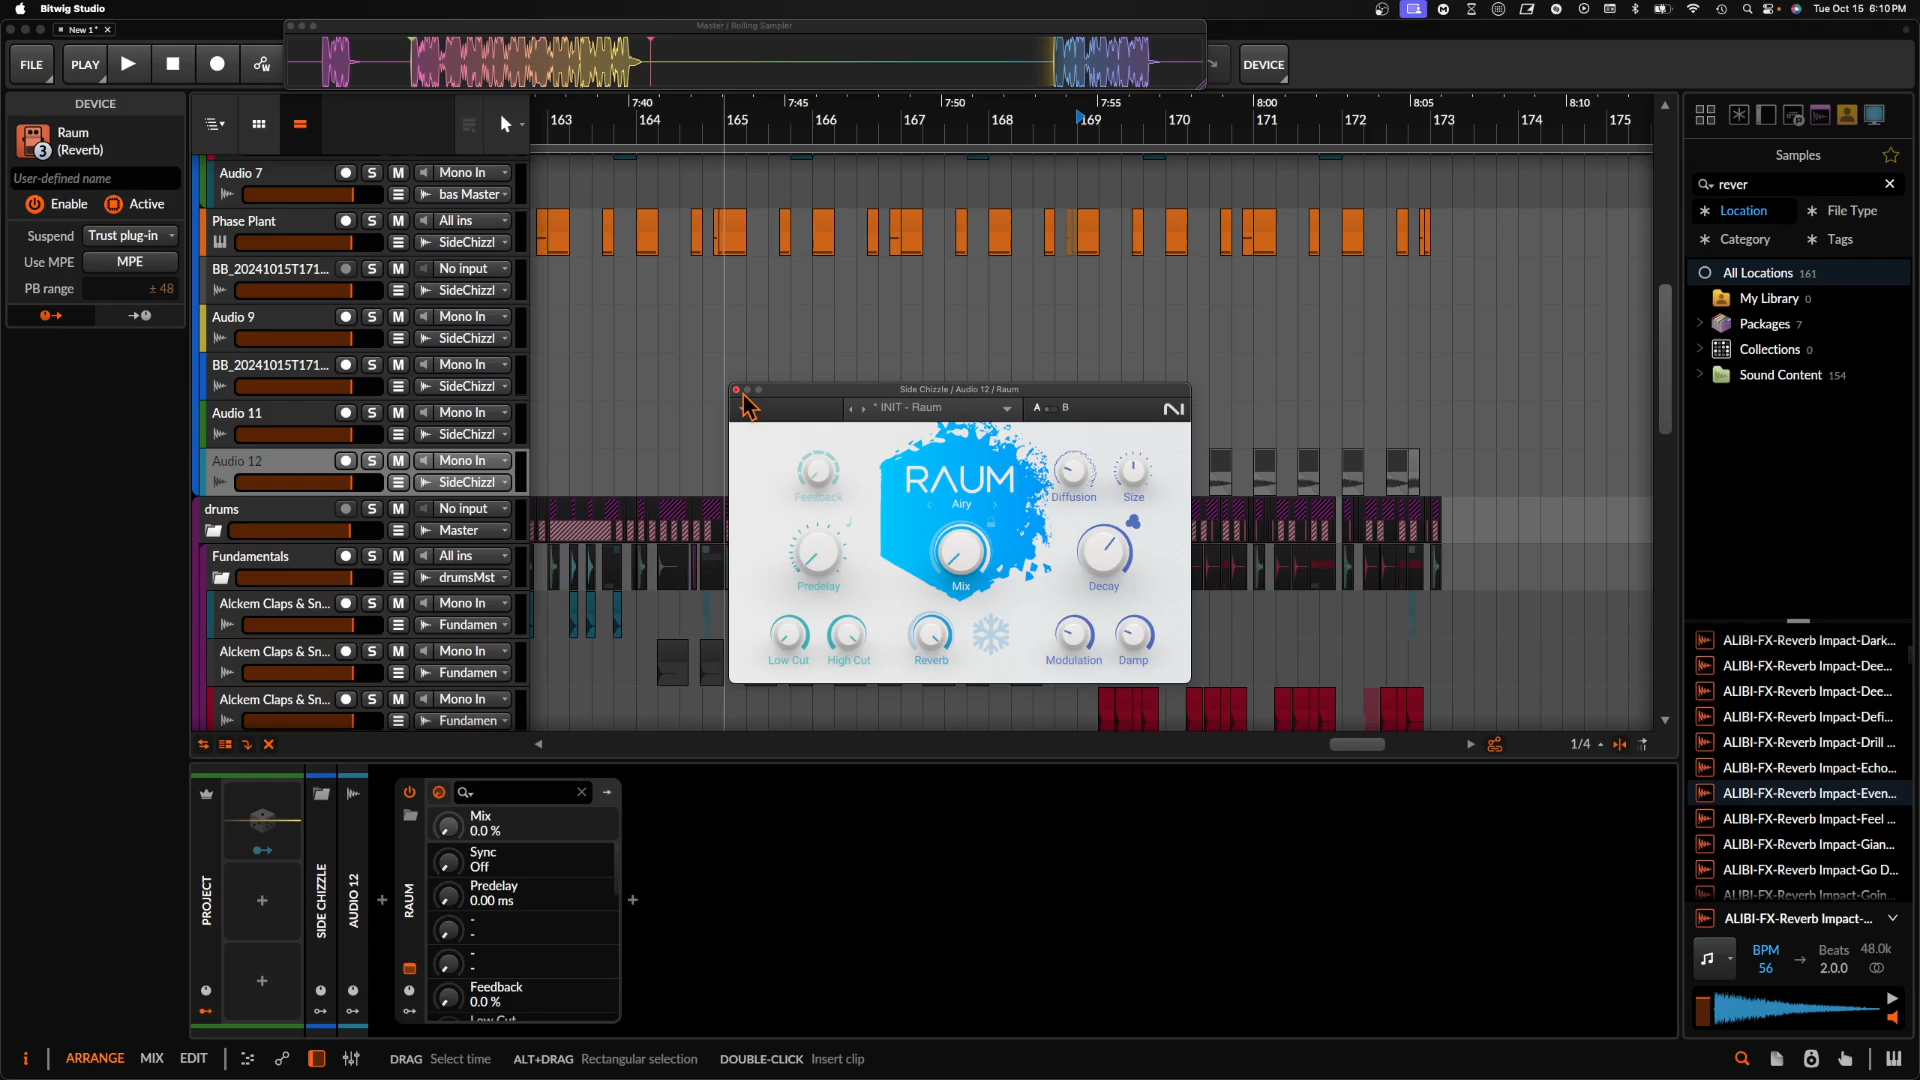 Bitwig Studio
Tue Oct 15 6:10 PM
New 1 *
Master / Rolling Sampler
FILE
PLAY
DEVICE
DEVICE
Raum
(Reverb)
3
User-defined name
Enable
Active
Suspend
Trust plug-in
Use MPE
MPE
PB range
± 48
7:40 7:45 7:50 7:55 8:00 8:05 8:10
163 164 165 166 167 168 169 170 171 172 173 174 175
Audio 7 S M Mono In
bas Master
Phase Plant S M All ins
SideChizzl
BB_20241015T171... S M No input
SideChizzl
Audio 9 S M Mono In
SideChizzl
BB_20241015T171... S M Mono In
SideChizzl
Audio 11 S M Mono In
SideChizzl
Audio 12 S M Mono In
SideChizzl
drums S M No input
Master
Fundamentals S M All ins
drumsMst
Alckem Claps & Sn... S M Mono In
Fundamen
Alckem Claps & Sn... S M Mono In
Fundamen
Alckem Claps & Sn... S M Mono In
Fundamen
1/4
Side Chizzle / Audio 12 / Raum
* INIT - Raum
A B
RAUM
Airy
Feedback
Diffusion
Size
Predelay
Mix
Decay
Low Cut
High Cut
Reverb
Modulation
Damp
Samples
rever
Location
File Type
Category
Tags
All Locations 161
My Library 0
Packages 7
Collections 0
Sound Content 154
ALIBI-FX-Reverb Impact-Dark...
ALIBI-FX-Reverb Impact-Dee...
ALIBI-FX-Reverb Impact-Dee...
ALIBI-FX-Reverb Impact-Defi...
ALIBI-FX-Reverb Impact-Drill ...
ALIBI-FX-Reverb Impact-Echo...
ALIBI-FX-Reverb Impact-Even...
ALIBI-FX-Reverb Impact-Feel ...
ALIBI-FX-Reverb Impact-Gian...
ALIBI-FX-Reverb Impact-Go D...
ALIBI-FX-Reverb Impact-Goin...
ALIBI-FX-Reverb Impact-...
BPM
56
Beats
2.0.0
48.0k
PROJECT
SIDE CHIZZLE
AUDIO 12
RAUM
Mix
0.0 %
Sync
Off
Predelay
0.00 ms
-
-
-
-
Feedback
0.0 %
Low Cut
ARRANGE MIX EDIT
DRAG Select time
ALT+DRAG Rectangular selection
DOUBLE-CLICK Insert clip